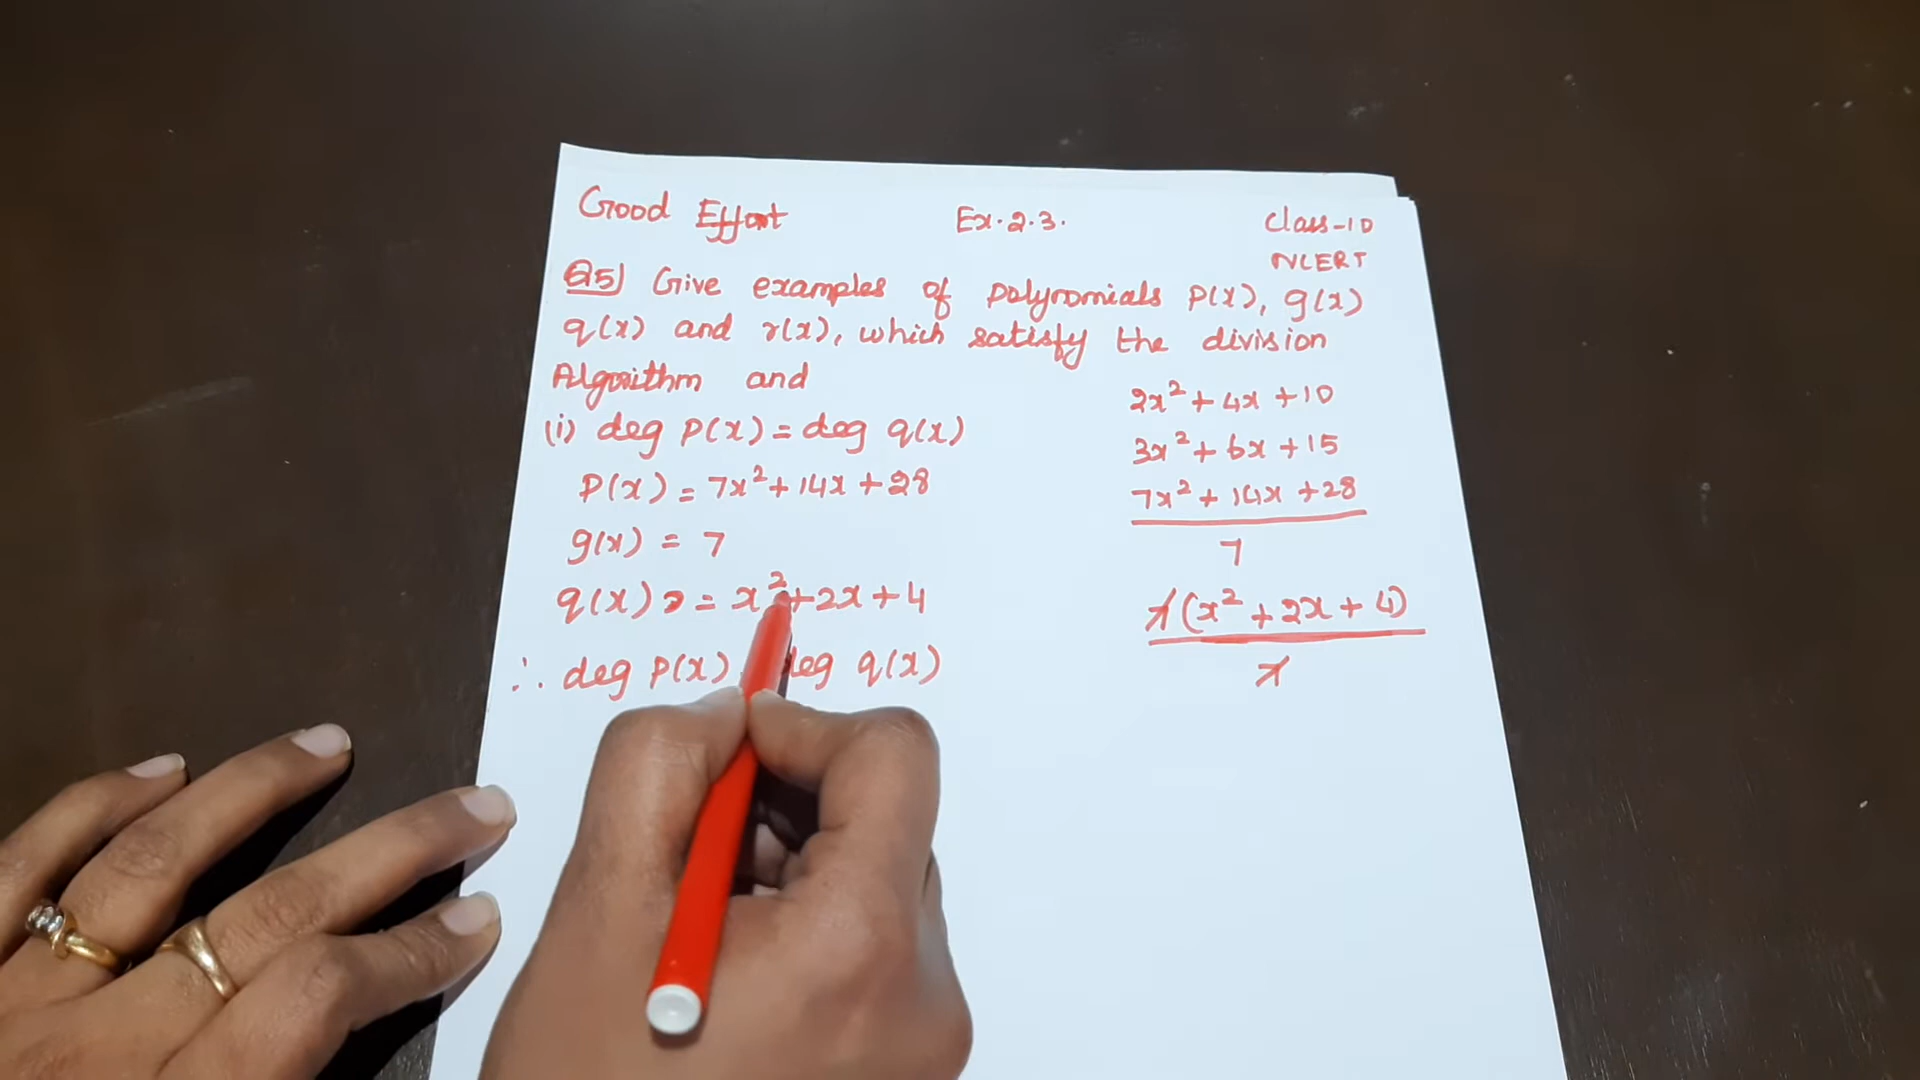 Good Effort Ex.2.3. Class-10
NCERT
Q5) Give examples of polynomials P(x), g(x)
q(x) and r(x), which satisfy the division
Algorithm and
(i) deg P(x) = deg q(x)
P(x) = 7x²+14x+28
g(x) = 7
q(x) = x²+2x+4
∴ deg P(x) deg q(x)
2x²+4x+10
3x²+6x+15
7x²+14x+28
7
7(x²+2x+4)
7